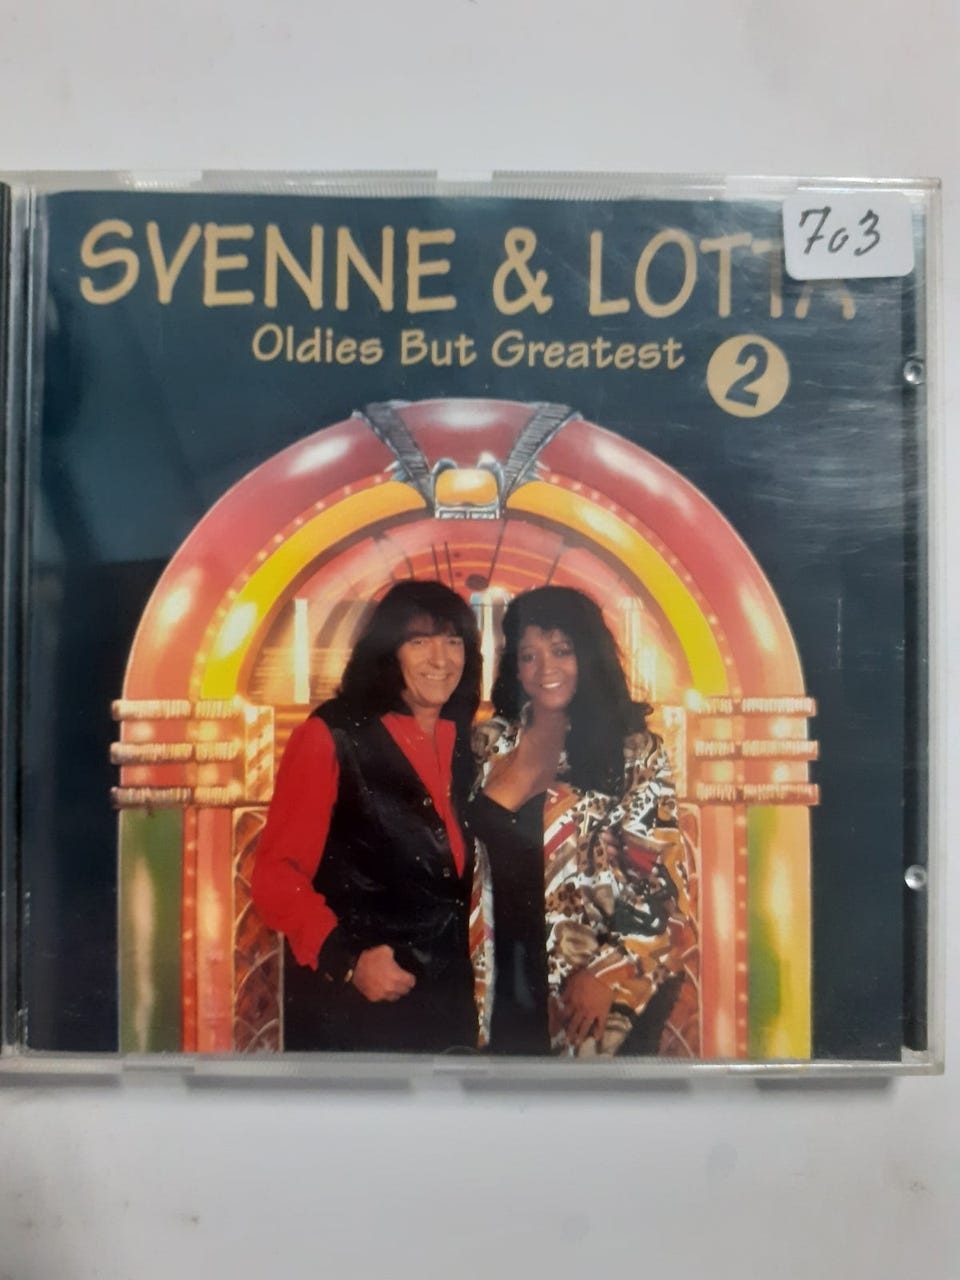 SVENNE & LOTTA
703
Oldies But Greatest
2